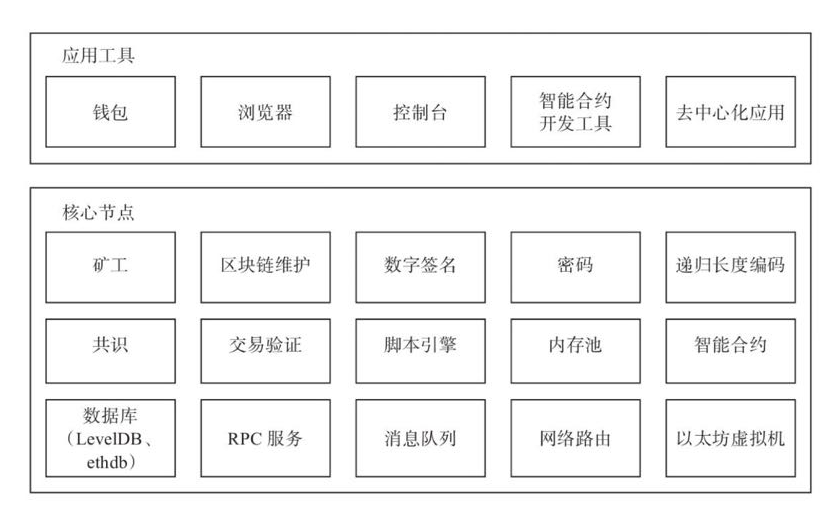 应用工具
钱包
浏览器
控制台
智能合约
开发工具
去中心化应用
核心节点
矿工
区块链维护
数字签名
密码
递归长度编码
共识
交易验证
脚本引擎
内存池
智能合约
数据库
（LevelDB、
ethdb）
RPC 服务
消息队列
网络路由
以太坊虚拟机